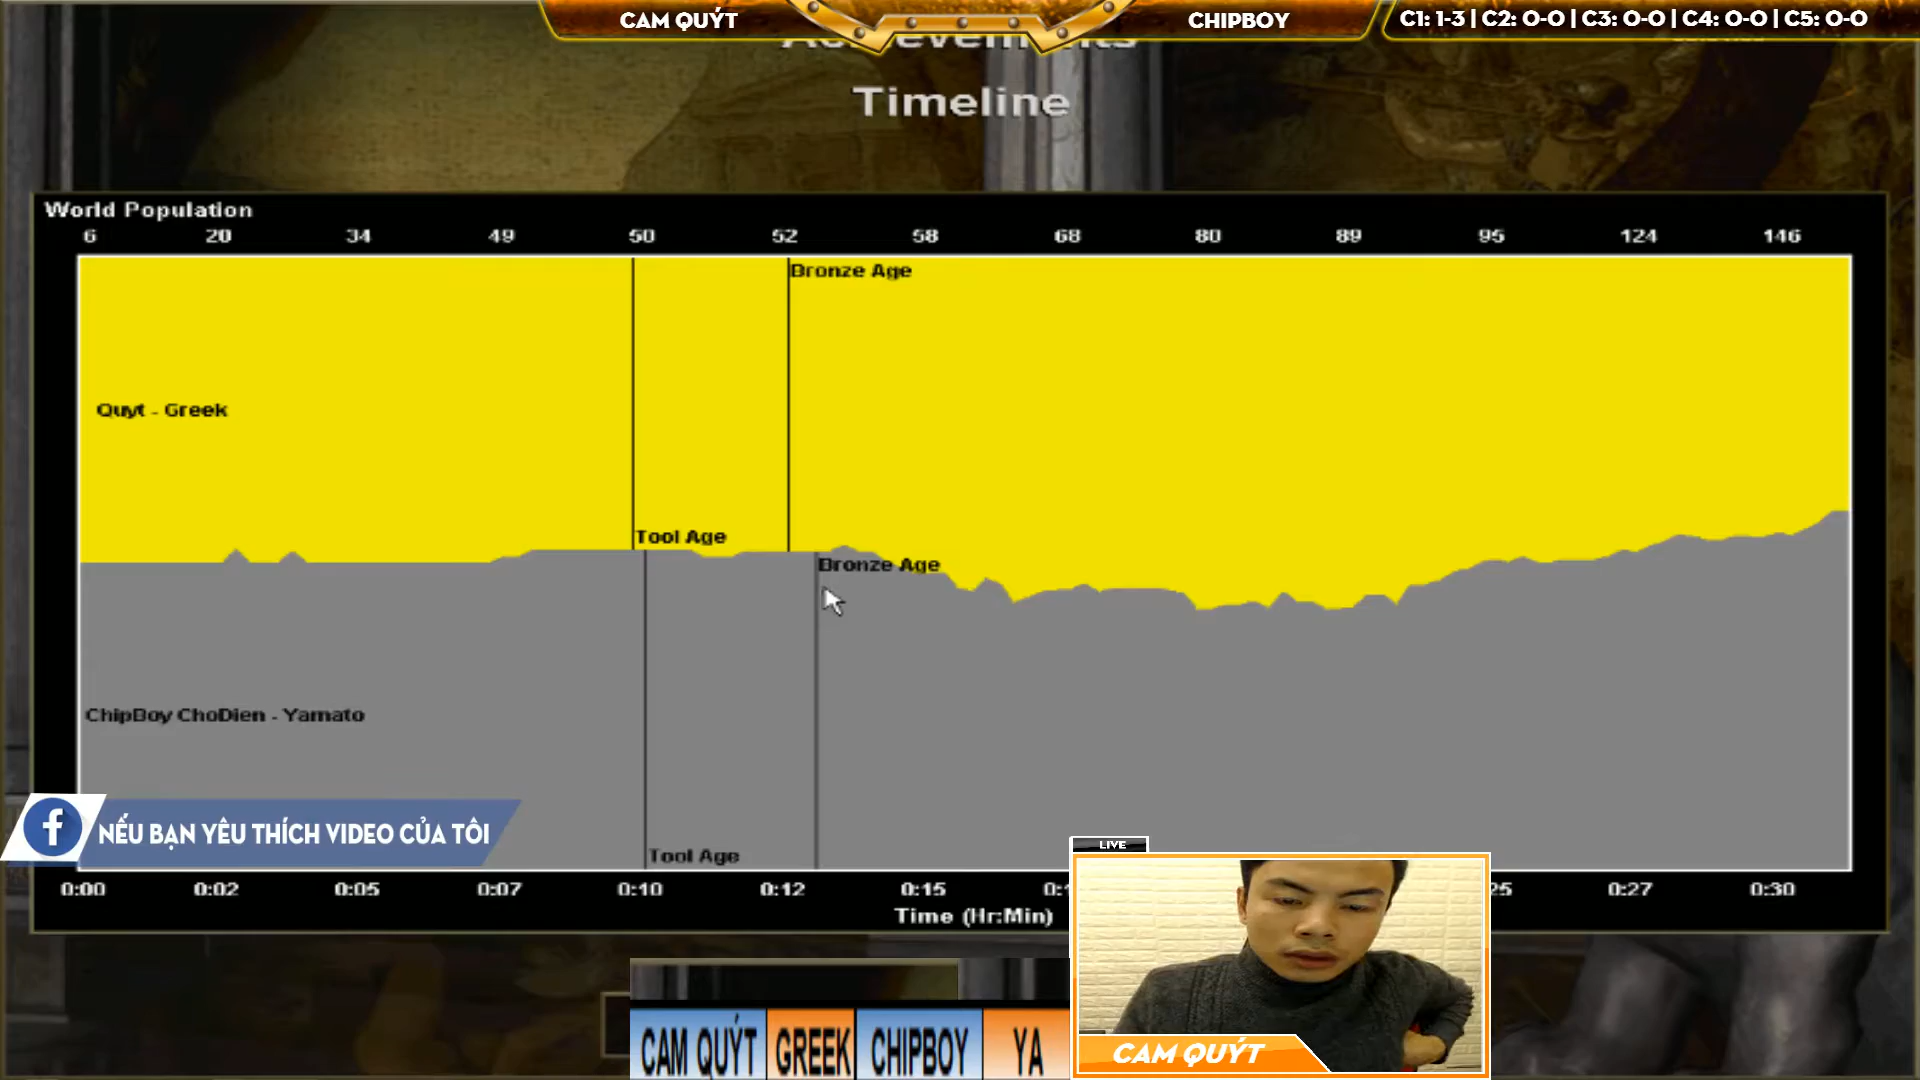 CAM QUÝT
CHIPBOY
C1: 1-3 | C2: 0-0 | C3: 0-0 | C4: 0-0 | C5: 0-0
Achievements
Timeline
World Population
6 20 34 49 50 52 58 68 80 89 95 124 146
Bronze Age
Quyt - Greek
Tool Age
Bronze Age
ChipBoy ChoDien - Yamato
NẾU BẠN YÊU THÍCH VIDEO CỦA TÔI
Tool Age
LIVE
0:00 0:02 0:05 0:07 0:10 0:12 0:15 0:27 0:30
Time (Hr:Min)
CAM QUÝT GREEK CHIPBOY YA
CAM QUÝT